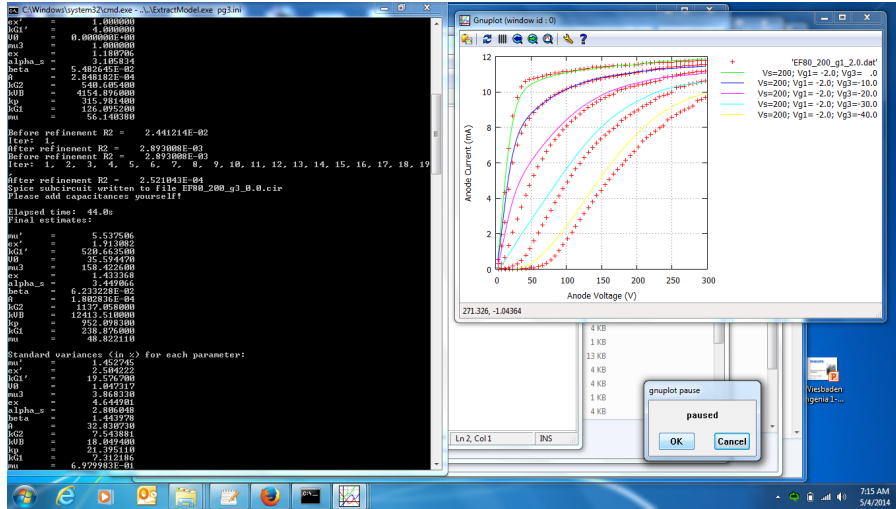 C:\Windows\system32\cmd.exe - ..\..\ExtractModel.exe pg3.ini
ex' = 1.000000
kG1' = 4.000000
V0 = 0.000000E+00
mu3 = 1.000000
ex = 1.180706
alpha_s = 3.105834
beta = 5.482645E-02
A = 2.848182E-04
kG2 = 540.605400
kVB = 4154.896000
kp = 315.981400
kG1 = 126.095200
mu = 56.140380
Before refinement R2 = 2.441214E-02
Iter: 1,
After refinement R2 = 2.893008E-03
Before refinement R2 = 2.893008E-03
Iter: 1, 2, 3, 4, 5, 6, 7, 8, 9, 10, 11, 12, 13, 14, 15, 16, 17, 18, 19
,
After refinement R2 = 2.521043E-04
Spice subcircuit written to file EF80_200_g3_0.0.cir
Please add capacitances yourself!
Elapsed time: 44.0s
Final estimates:
mu' = 5.537506
ex' = 1.913082
kG1' = 520.663500
V0 = 35.594470
mu3 = 158.422600
ex = 1.433368
alpha_s = 3.449066
beta = 6.233228E-02
A = 1.802836E-04
kG2 = 1137.058000
kVB = 12413.510000
kp = 952.098300
kG1 = 238.876000
mu = 48.822110
Standard variances (in %) for each parameter:
mu' = 1.452745
ex' = 2.504222
kG1' = 19.576700
V0 = 1.047317
mu3 = 3.868330
ex = 4.644901
alpha_s = 2.806048
beta = 1.443978
A = 32.830730
kG2 = 7.543881
kVB = 18.049400
kp = 21.395110
kG1 = 7.312186
mu = 6.979983E-01
Gnuplot (window id : 0)
'EF80_200_g1_2.0.dat'
Vs=200; Vg1= -2.0; Vg3= .0
Vs=200; Vg1= -2.0; Vg3=-10.0
Vs=200; Vg1= -2.0; Vg3=-20.0
Vs=200; Vg1= -2.0; Vg3=-30.0
Vs=200; Vg1= -2.0; Vg3=-40.0
12
10
8
6
4
2
0
Anode Current (mA)
0 50 100 150 200 250 300
Anode Voltage (V)
271.326, -1.04364
4 KB
1 KB
13 KB
4 KB
4 KB
1 KB
4 KB
Ln 2, Col 1 INS
gnuplot pause
paused
OK Cancel
Wiesbaden
ngenia 1-...
7:15 AM
5/4/2014